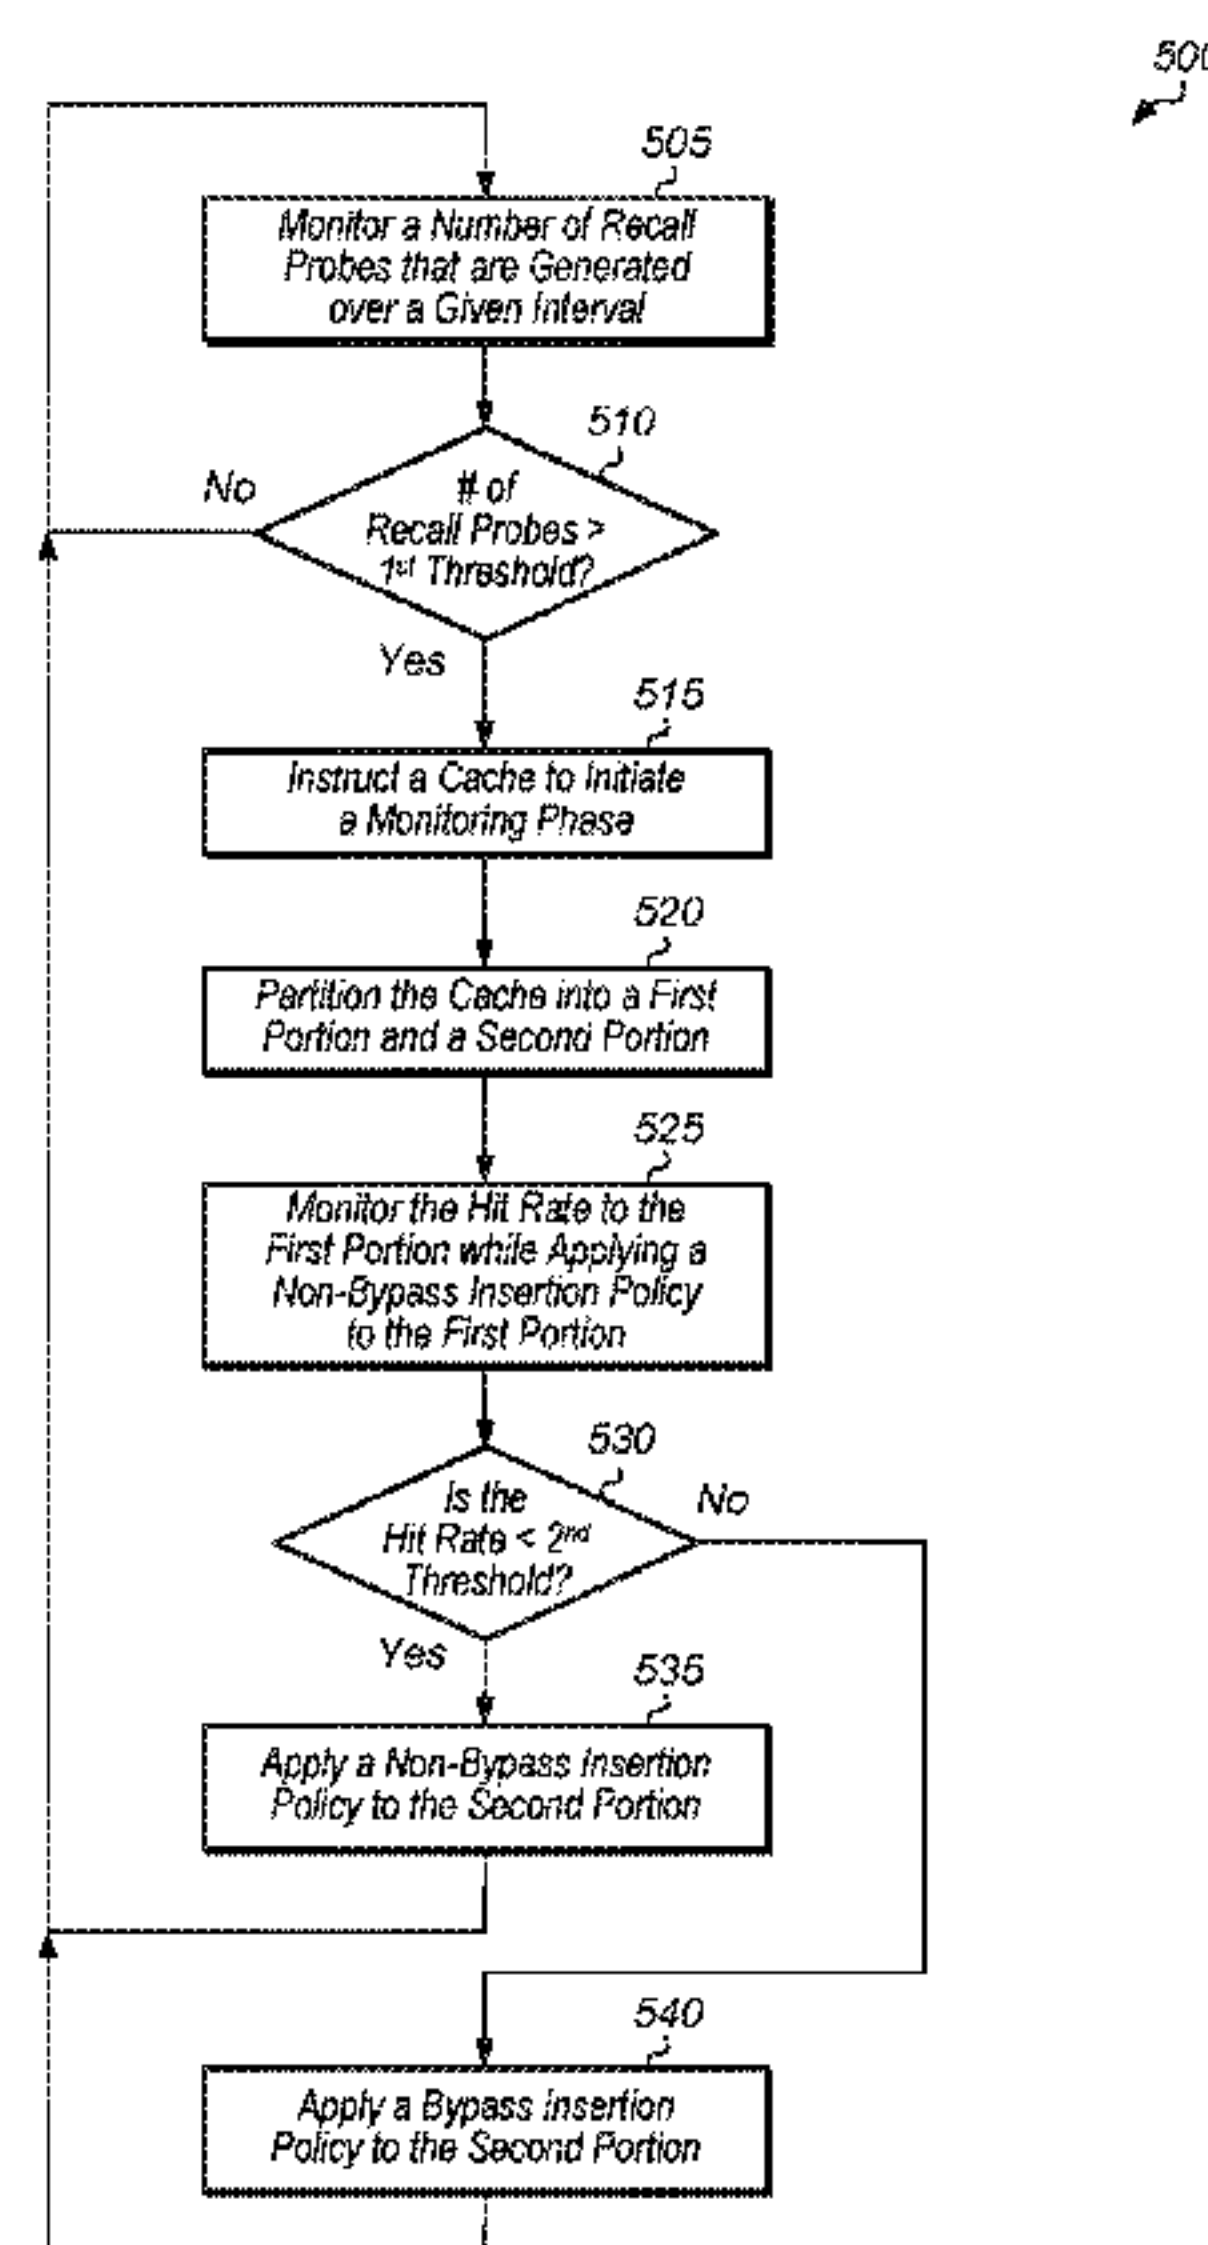 500
505
Monitor a Number of Recall
Probes that are Generated
over a Given Interval
510
No
# of
Recall Probes >
1st Threshold?
Yes
515
Instruct a Cache to Initiate
a Monitoring Phase
520
Partition the Cache into a First
Portion and a Second Portion
525
Monitor the Hit Rate to the
First Portion while Applying a
Non-Bypass Insertion Policy
to the First Portion
530
Is the
Hit Rate < 2nd
Threshold?
No
Yes
535
Apply a Non-Bypass Insertion
Policy to the Second Portion
540
Apply a Bypass Insertion
Policy to the Second Portion